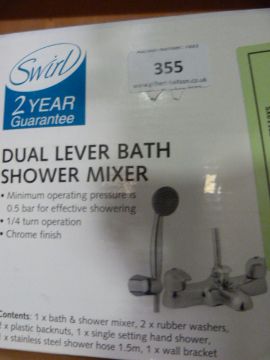 Swirl
2 YEAR
Guarantee
355
DUAL LEVER BATH
SHOWER MIXER
• Minimum operating pressure is
0.5 bar for effective showering
• 1/4 turn operation
• Chrome finish
Contents: 1 x bath & shower mixer, 2 x rubber washers,
x plastic backnuts, 1 x single setting hand shower,
x stainless steel shower hose 1.5m, 1 x wall bracket